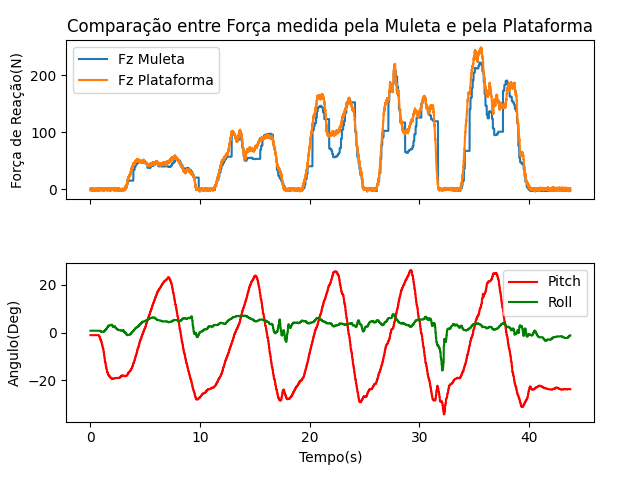 Comparação entre Força medida pela Muleta e pela Plataforma
Força de Reação(N)
200
100
0
Fz Muleta
Fz Plataforma
Angulo(Deg)
20
0
−20
Pitch
Roll
0 10 20 30 40
Tempo(s)